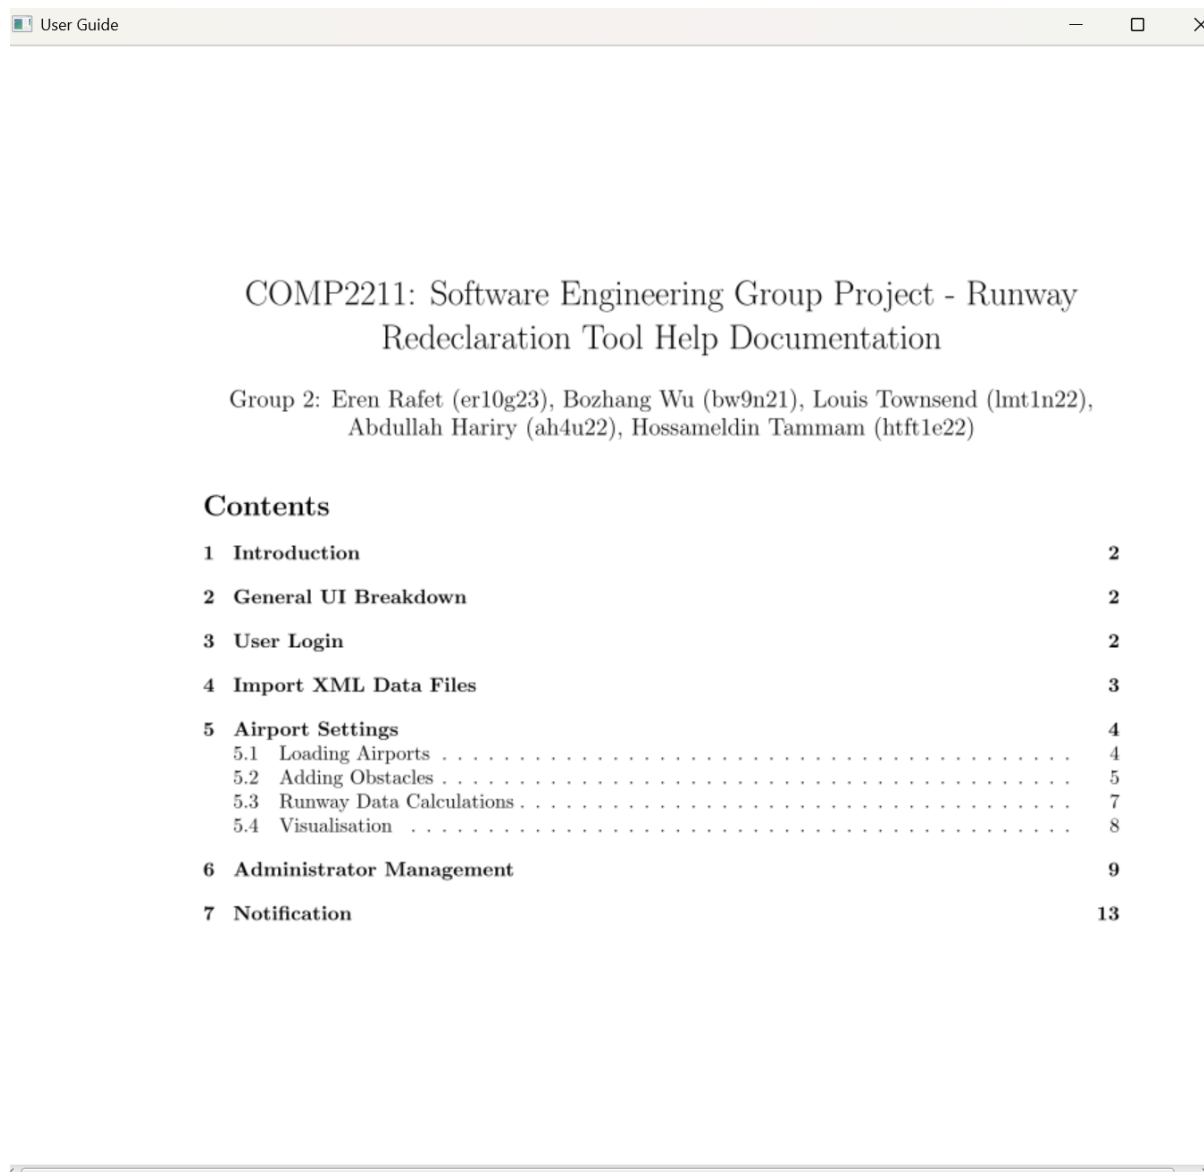 User Guide
COMP2211: Software Engineering Group Project - Runway
Redeclaration Tool Help Documentation
Group 2: Eren Rafet (er10g23), Bozhang Wu (bw9n21), Louis Townsend (lmt1n22),
Abdullah Hariry (ah4u22), Hossameldin Tammam (htft1e22)
Contents
1 Introduction 2
2 General UI Breakdown 2
3 User Login 2
4 Import XML Data Files 3
5 Airport Settings 4
5.1 Loading Airports . . . . . . . . . . . . . . . . . . . . . . . . . . . . . . . . . 4
5.2 Adding Obstacles . . . . . . . . . . . . . . . . . . . . . . . . . . . . . . . . . 5
5.3 Runway Data Calculations . . . . . . . . . . . . . . . . . . . . . . . . . . . . . 7
5.4 Visualisation . . . . . . . . . . . . . . . . . . . . . . . . . . . . . . . . . . . 8
6 Administrator Management 9
7 Notification 13